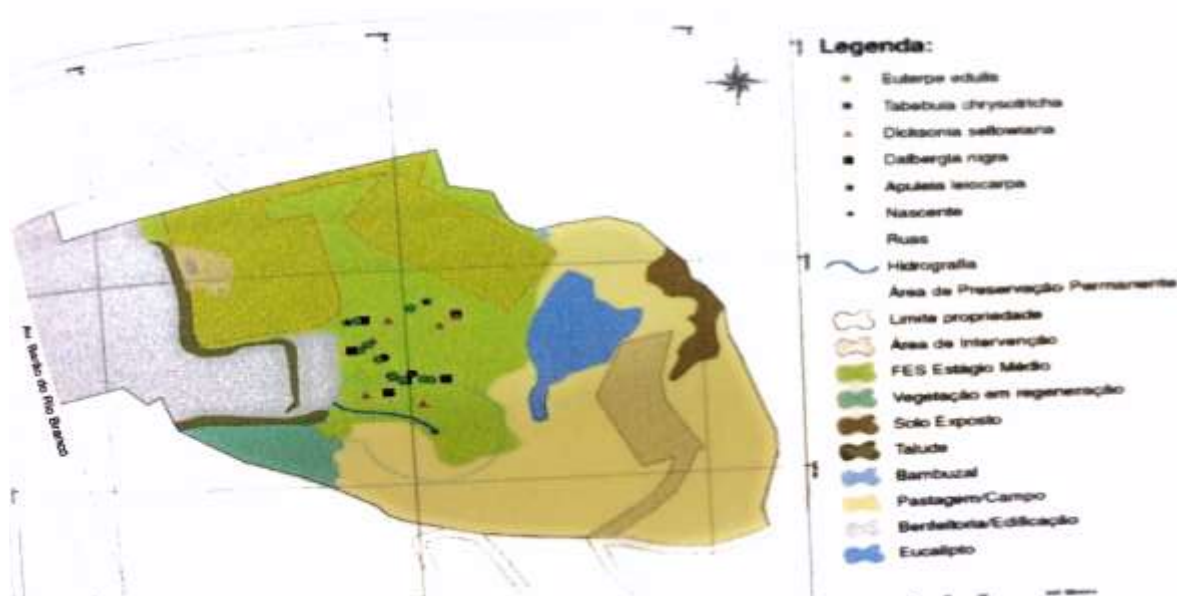 Legenda:
Euterpe edulis
Tabebuia chrysotricha
Dicksonia sellowiana
Dalbergia nigra
Apuleia leiocarpa
Nascente
Ruas
Hidrografia
Área de Preservação Permanente
Limite propriedade
Área de Intervenção
FES Estágio Médio
Vegetação em regeneração
Solo Exposto
Talude
Bambuzal
Pastagem/Campo
Benfeitoria/Edificação
Eucalipto
Av. Barão do Rio Branco